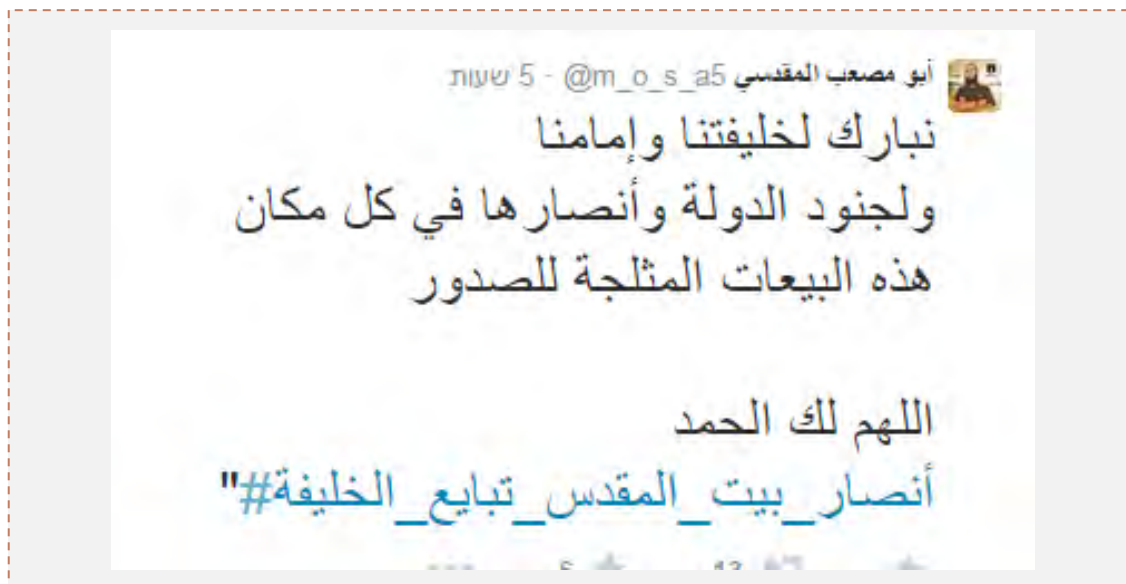 أبو مصعب المقدسي @m_o_s_a5 · 5 שעות
نبارك لخليفتنا وإمامنا
ولجنود الدولة وأنصارها في كل مكان
هذه البيعات المثلجة للصدور
اللهم لك الحمد
#أنصار_بيت_المقدس_تبايع_الخليفة"